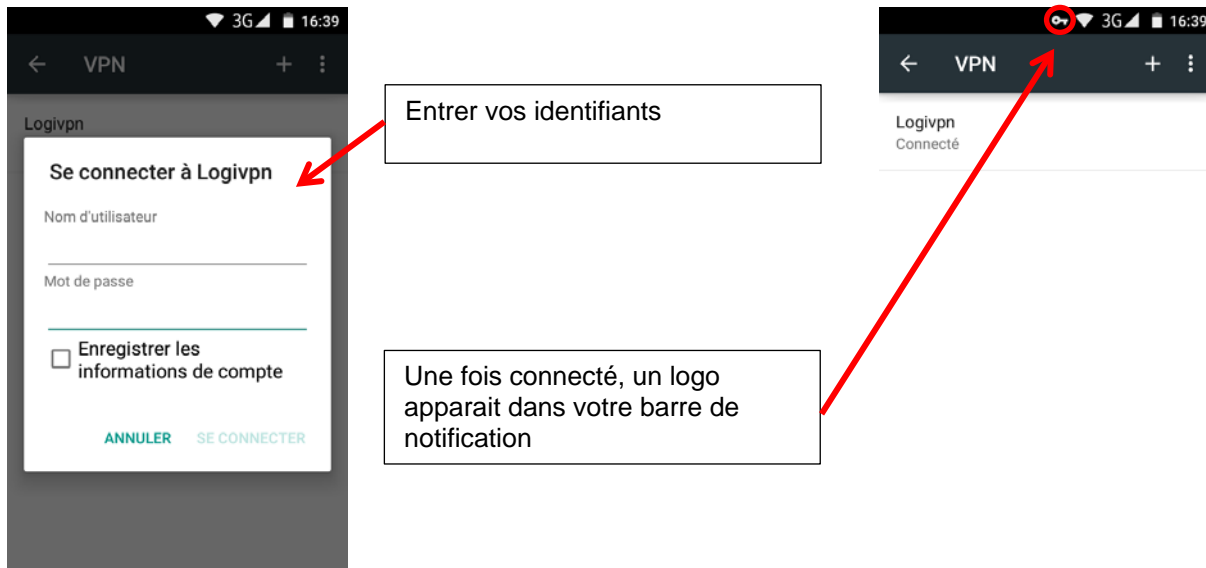 3G 16:39
VPN
Logivpn
Se connecter à Logivpn
Nom d'utilisateur
Mot de passe
Enregistrer les
informations de compte
ANNULER SE CONNECTER
Entrer vos identifiants
Une fois connecté, un logo
apparait dans votre barre de
notification
3G 16:39
VPN
Logivpn
Connecté